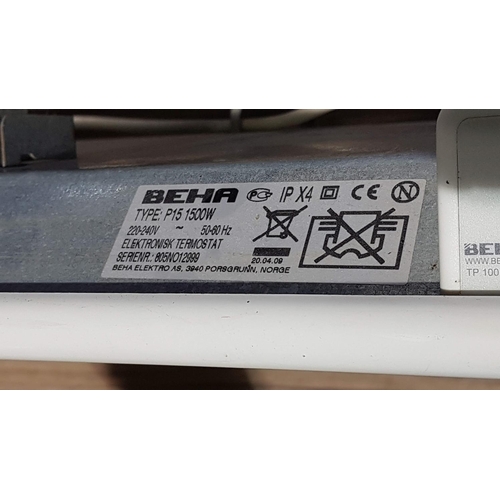 BEHA IP X4 CE N
TYPE: P15 1500W
220-240V ~ 50-60 Hz
ELEKTRONISK TERMOSTAT
SERIENR.: 805NO12999
20.04.09
BEHA ELEKTRO AS, 3940 PORSGRUNN, NORGE
TP 100